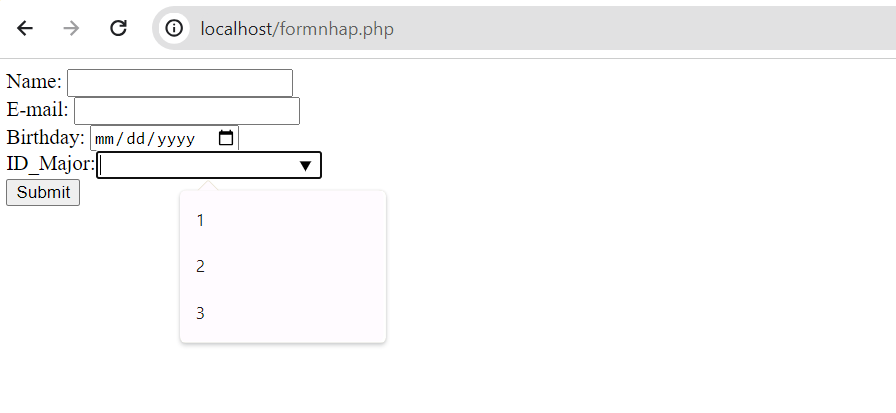 localhost/formnhap.php
Name:
E-mail:
Birthday: mm/dd/yyyy
ID_Major:
Submit
1
2
3